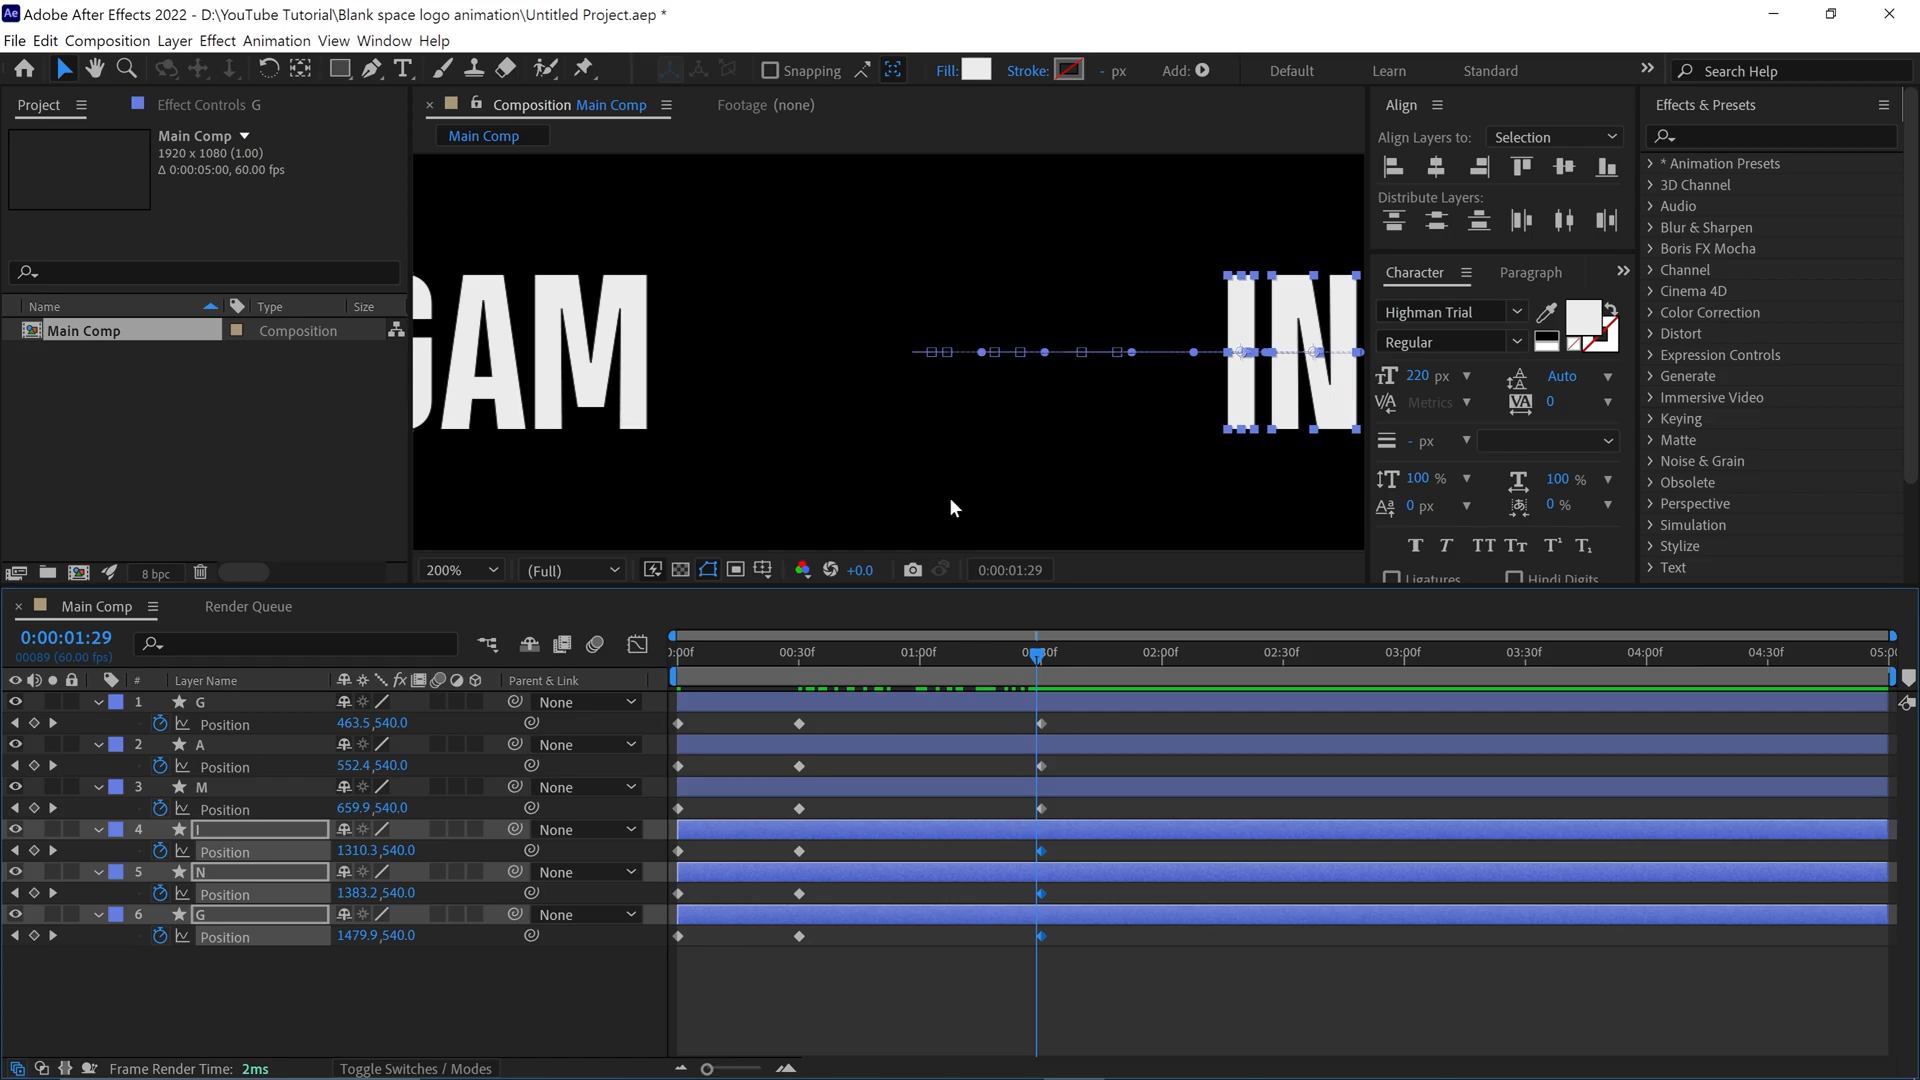 Adobe After Effects 2022 - D:\YouTube Tutorial\Blank space logo animation\Untitled Project.aep *
File Edit Composition Layer Effect Animation View Window Help
Snapping Fill: Stroke: - px Add: Default Learn Standard Search Help
Project Effect Controls G
Composition Main Comp Footage (none)
Align
Effects & Presets
Main Comp
1920 x 1080 (1.00)
Δ 0:00:05:00, 60.00 fps
Main Comp
Align Layers to: Selection
Distribute Layers:
* Animation Presets
3D Channel
Audio
Blur & Sharpen
Boris FX Mocha
Channel
Cinema 4D
Color Correction
Distort
Expression Controls
Generate
Immersive Video
Keying
Matte
Noise & Grain
Obsolete
Perspective
Simulation
Stylize
Text
Name Type Size
Main Comp Composition
GAM IN
Character Paragraph
Highman Trial
Regular
220 px Auto
Metrics 0
- px
100 % 100 %
0 px 0 %
T T TT Tt T¹ T₁
Ligatures Hindi Digits
8 bpc
200% (Full) +0.0 0:00:01:29
Main Comp Render Queue
0:00:01:29
00089 (60.00 fps)
):00f 00:30f 01:00f 02:00f 02:30f 03:00f 03:30f 04:00f 04:30f 05:00
# Layer Name fx Parent & Link
1 G None
Position 463.5,540.0
2 A None
Position 552.4,540.0
3 M None
Position 659.9,540.0
4 I None
Position 1310.3,540.0
5 N None
Position 1383.2,540.0
6 G None
Position 1479.9,540.0
Frame Render Time: 2ms Toggle Switches / Modes